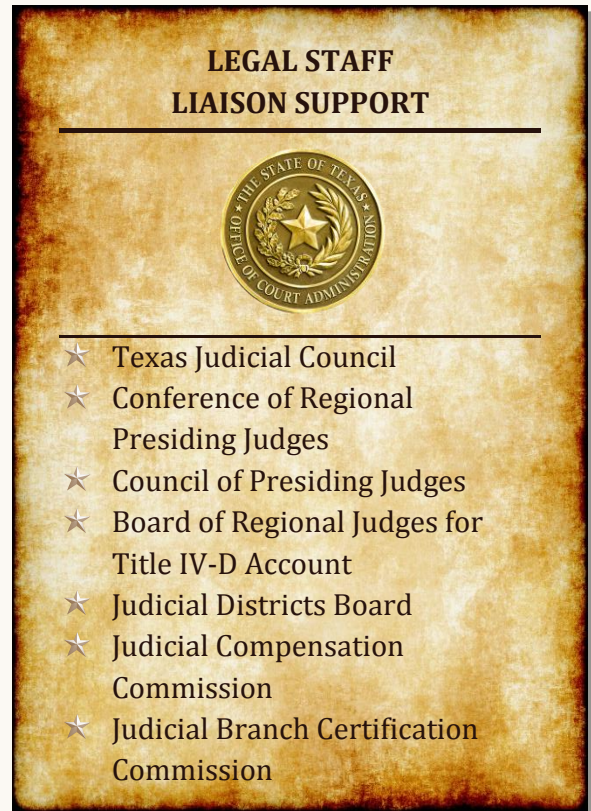 LEGAL STAFF
LIAISON SUPPORT
THE STATE OF TEXAS
OFFICE OF COURT ADMINISTRATION
Texas Judicial Council
Conference of Regional
Presiding Judges
Council of Presiding Judges
Board of Regional Judges for
Title IV-D Account
Judicial Districts Board
Judicial Compensation
Commission
Judicial Branch Certification
Commission